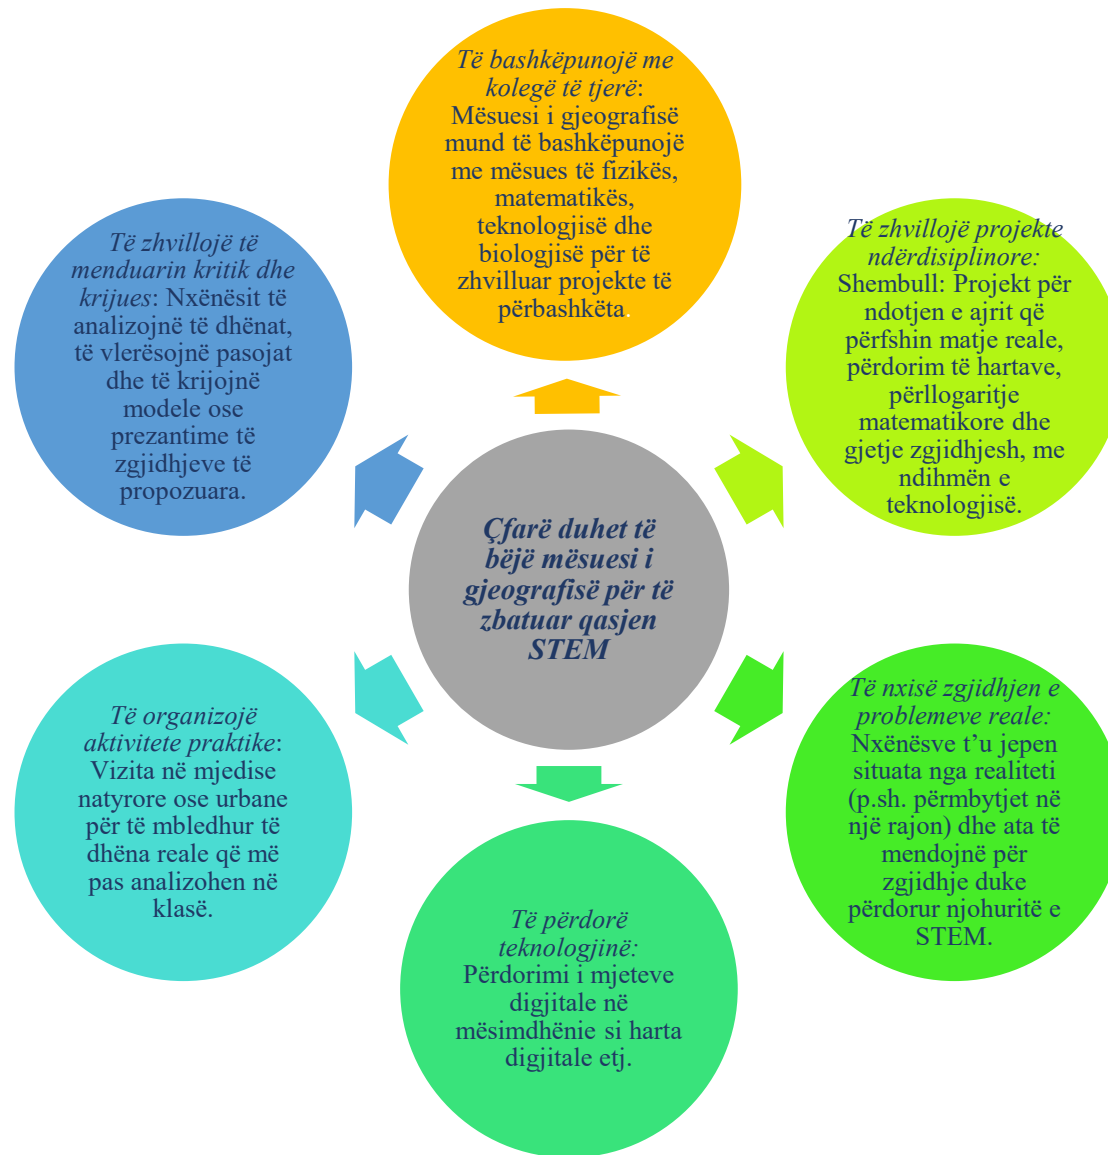 Të bashkëpunojë me
kolegë të tjerë:
Mësuesi i gjeografisë
mund të bashkëpunojë
me mësues të fizikës,
matematikës,
teknologjisë dhe
biologjisë për të
zhvilluar projekte të
përbashkëta.
Të zhvillojë projekte
ndërdisiplinore:
Shembull: Projekt për
ndotjen e ajrit që
përfshin matje reale,
përdorim të hartave,
përllogaritje
matematikore dhe
gjetje zgjidhjesh, me
ndihmën e
teknologjisë.
Të nxisë zgjidhjen e
problemeve reale:
Nxënësve t’u jepen
situata nga realiteti
(p.sh. përmbytjet në
një rajon) dhe ata të
mendojnë për
zgjidhje duke
përdorur njohuritë e
STEM.
Të përdorë
teknologjinë:
Përdorimi i mjeteve
digjitale në
mësimdhënie si harta
digjitale etj.
Të organizojë
aktivitete praktike:
Vizita në mjedise
natyrore ose urbane
për të mbledhur të
dhëna reale që më
pas analizohen në
klasë.
Të zhvillojë të
menduarin kritik dhe
krijues: Nxënësit të
analizojnë të dhënat,
të vlerësojnë pasojat
dhe të krijojnë
modele ose
prezantime të
zgjidhjeve të
propozuara.
Çfarë duhet të
bëjë mësuesi i
gjeografisë për të
zbatuar qasjen
STEM